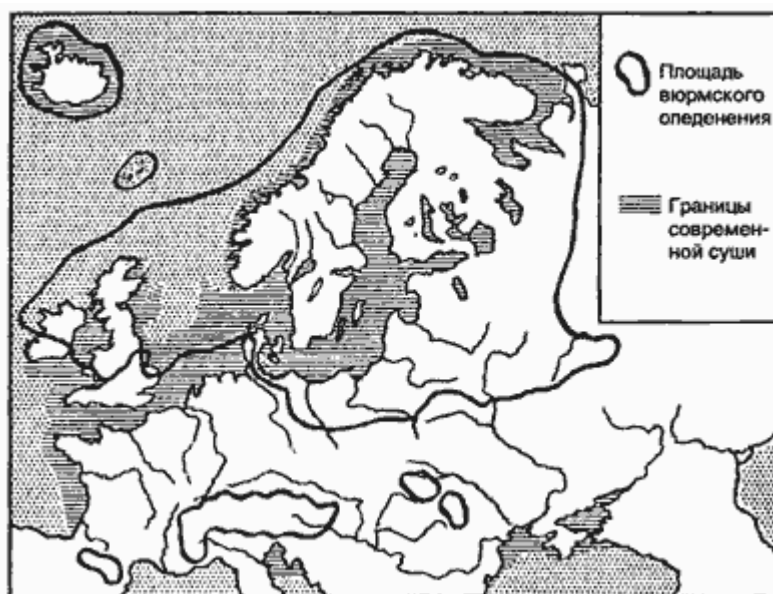 Площадь
вюрмского
оледенения
Границы
современ-
ной суши